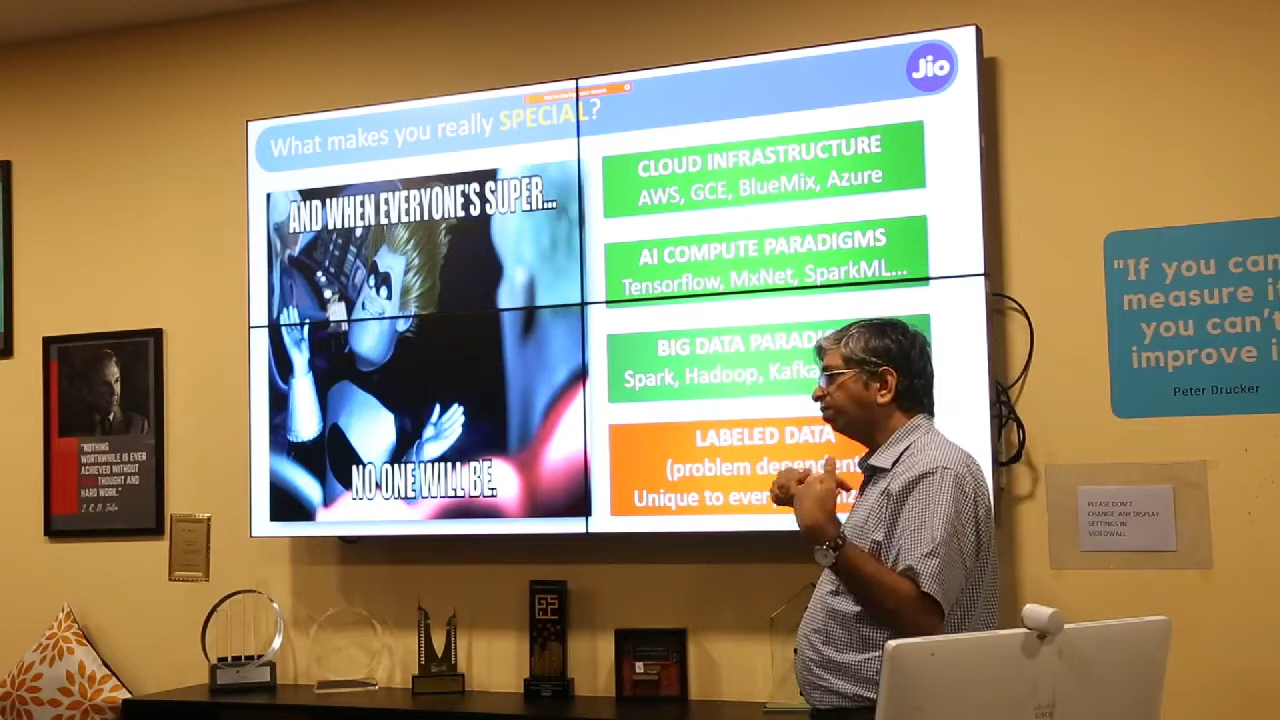 What makes you really SPECIAL?
Jio
AND WHEN EVERYONE'S SUPER...
NO ONE WILL BE.
CLOUD INFRASTRUCTURE
AWS, GCE, BlueMix, Azure
AI COMPUTE PARADIGMS
Tensorflow, MxNet, SparkML...
BIG DATA PARADI
Spark, Hadoop, Kafka
LABELED DATA
(problem dependent
Unique to ever
"NOTHING
WORTHWHILE IS EVER
ACHIEVED WITHOUT
THOUGHT AND
HARD WORK."
J. R. D. Tata
"If you can
measure i
you can't
improve i
Peter Drucker
PLEASE DON'T
CHANGE ANY DISPLAY
SETTINGS IN
VIDEOWALL.